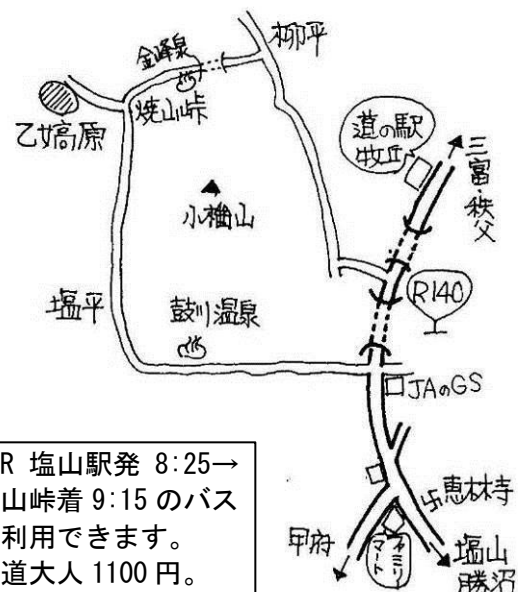 柳平
金峰泉
焼山峠
乙女高原
道の駅
牧丘
三富・秩父
小楢山
R140
塩平
鼓川温泉
JAのGS
恵林寺
甲府
ファミリ
マート
塩山
勝沼
R 塩山駅発 8:25→
山峠着 9:15 のバス
利用できます。
道大人 1100 円。